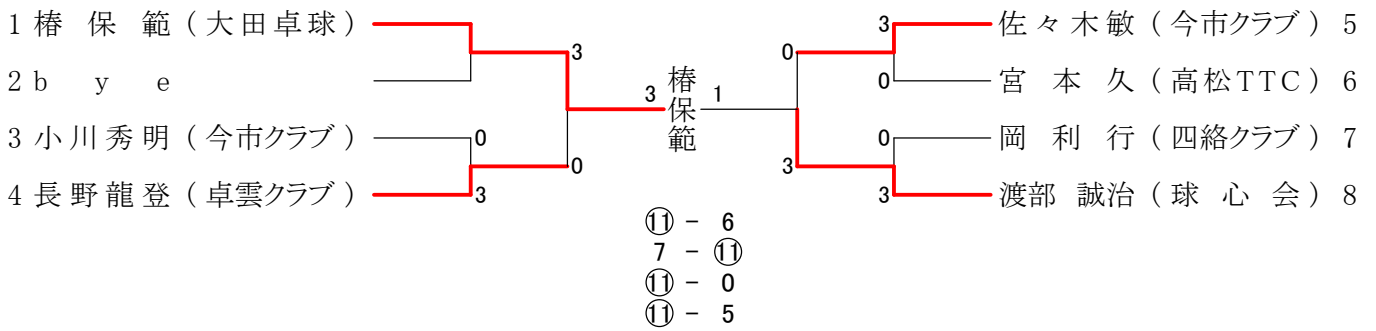 1 椿 保 範 ( 大田卓球 )
2 b y e
3 小川秀明 ( 今市クラブ )
4 長野龍登 ( 卓雲クラブ )
3
0
0
3
3 椿保範 1
0
3
3
0
0
3
佐々木敏 ( 今市クラブ ) 5
宮 本 久 ( 高松TTC ) 6
岡 利 行 ( 四絡クラブ ) 7
渡部 誠治 ( 球 心 会 ) 8
⑪ - 6
7 - ⑪
⑪ - 0
⑪ - 5